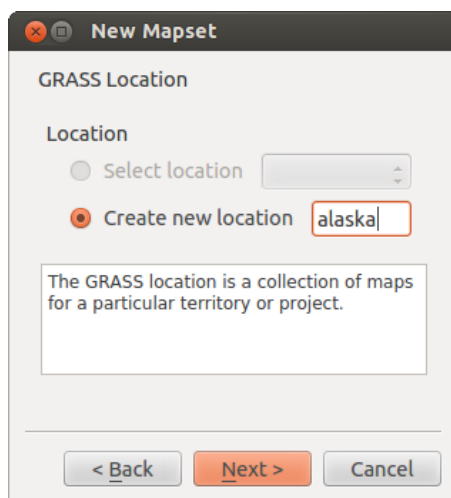 New Mapset
GRASS Location
Location
Select location
Create new location alaska
The GRASS location is a collection of maps
for a particular territory or project.
< Back Next > Cancel